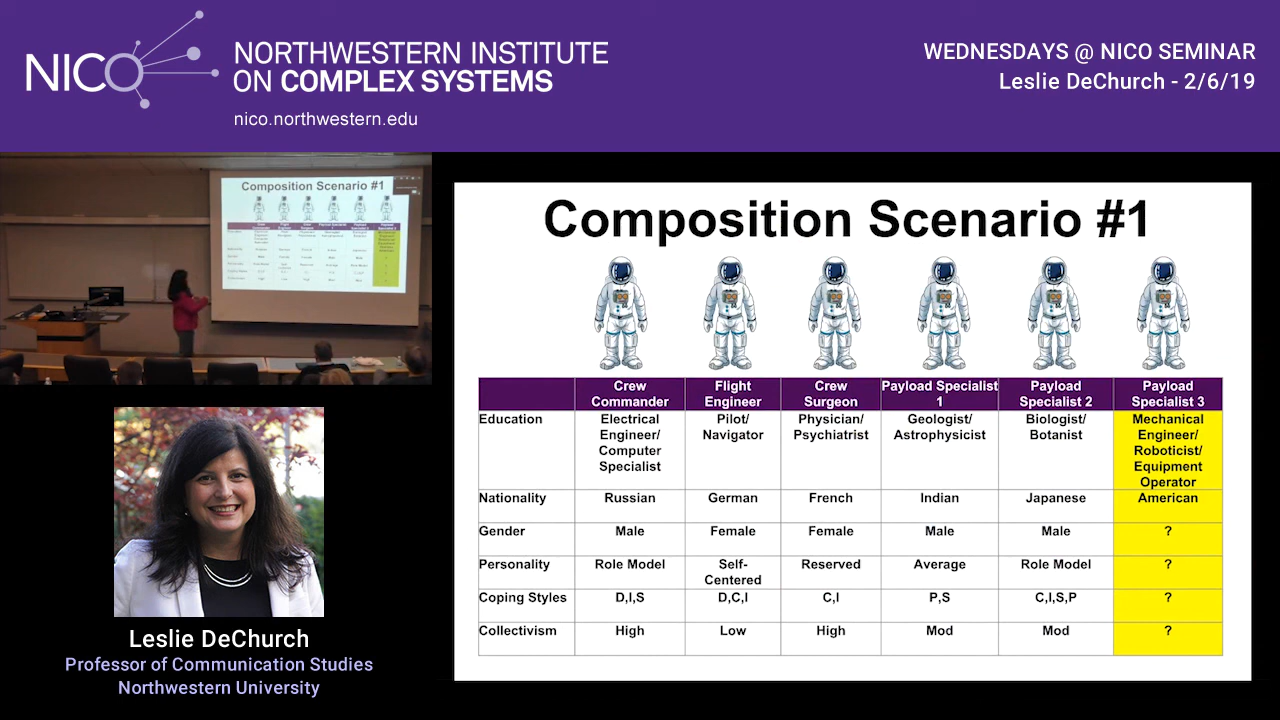 NICO
NORTHWESTERN INSTITUTE
ON COMPLEX SYSTEMS
nico.northwestern.edu
WEDNESDAYS @ NICO SEMINAR
Leslie DeChurch - 2/6/19
Composition Scenario #1
Composition Scenario #1
Crew Commander
Flight Engineer
Crew Surgeon
Payload Specialist 1
Payload Specialist 2
Payload Specialist 3
Education
Electrical Engineer/ Computer Specialist
Pilot/ Navigator
Physician/ Psychiatrist
Geologist/ Astrophysicist
Biologist/ Botanist
Mechanical Engineer/ Roboticist/ Equipment Operator
Nationality Russian German French Indian Japanese American
Gender Male Female Female Male Male ?
Personality Role Model Self-Centered Reserved Average Role Model ?
Coping Styles D,I,S D,C,I C,I P,S C,I,S,P ?
Collectivism High Low High Mod Mod ?
Leslie DeChurch
Professor of Communication Studies
Northwestern University